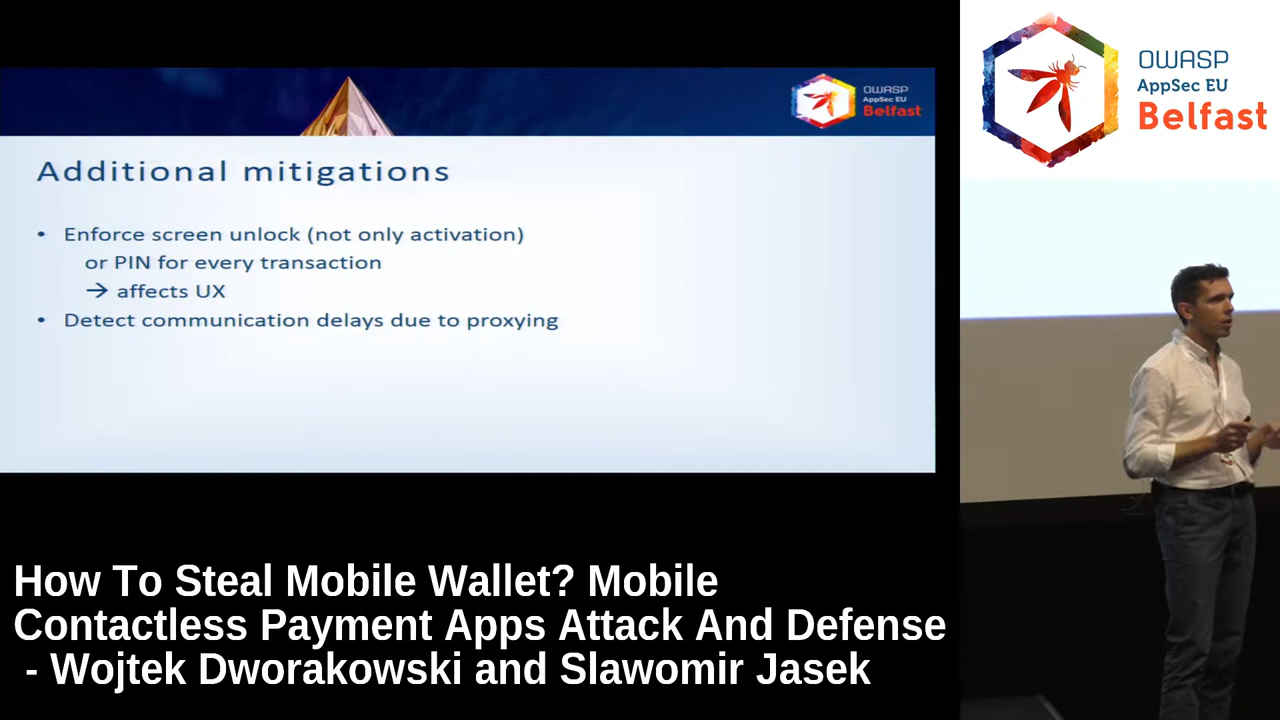 OWASP
AppSec EU
Belfast
Additional mitigations
• Enforce screen unlock (not only activation)
or PIN for every transaction
→ affects UX
• Detect communication delays due to proxying
OWASP
AppSec EU
Belfast
How To Steal Mobile Wallet? Mobile
Contactless Payment Apps Attack And Defense
- Wojtek Dworakowski and Slawomir Jasek